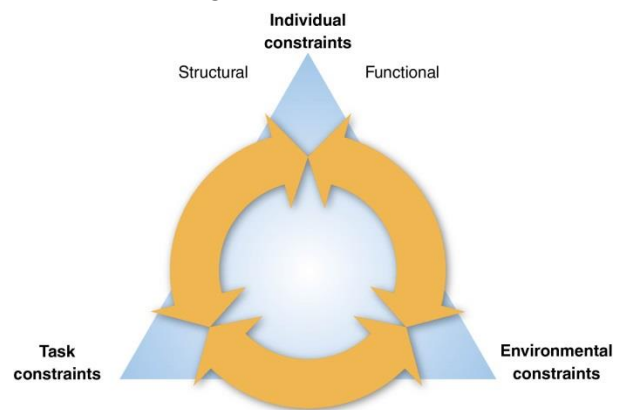 Individual
constraints
Structural
Functional
Task
constraints
Environmental
constraints